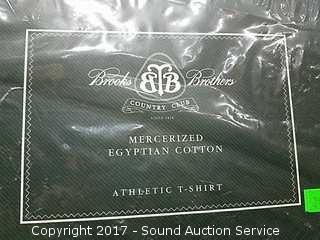 Brooks Brothers
COUNTRY CLUB
SINCE 1818
MERCERIZED
EGYPTIAN COTTON
ATHLETIC T-SHIRT
Copyright 2017 - Sound Auction Service